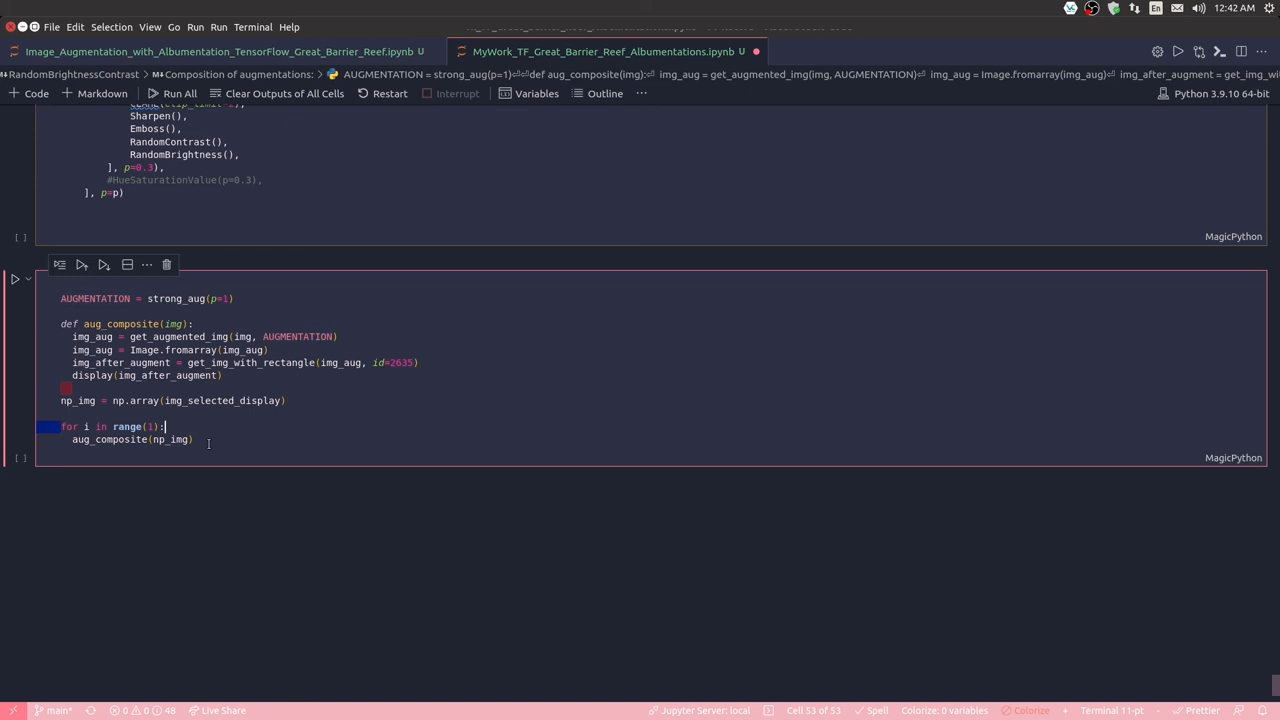 File Edit Selection View Go Run Run Terminal Help
En 12:42 AM
Image_Augmentation_with_Albumentation_TensorFlow_Great_Barrier_Reef.ipynb U
MyWork_TF_Great_Barrier_Reef_Albumentations.ipynb U
RandomBrightnessContrast > Composition of augmentations: > AUGMENTATION = strong_aug(p=1)⏎⏎def aug_composite(img):⏎ img_aug = get_augmented_img(img, AUGMENTATION)⏎ img_aug = Image.fromarray(img_aug)⏎ img_after_augment = get_img_wit
+ Code + Markdown Run All Clear Outputs of All Cells Restart Interrupt Variables Outline ...
Python 3.9.10 64-bit
CLAHE(clip_limit=2),
Sharpen(),
Emboss(),
RandomContrast(),
RandomBrightness(),
], p=0.3),
#HueSaturationValue(p=0.3),
], p=p)
[ ]
MagicPython
AUGMENTATION = strong_aug(p=1)
def aug_composite(img):
img_aug = get_augmented_img(img, AUGMENTATION)
img_aug = Image.fromarray(img_aug)
img_after_augment = get_img_with_rectangle(img_aug, id=2635)
display(img_after_augment)
np_img = np.array(img_selected_display)
for i in range(1):
aug_composite(np_img)
[ ]
MagicPython
main* 0 0 48 Live Share
Jupyter Server: local Cell 53 of 53 Spell Colorize: 0 variables Colorize Terminal 11-pt Prettier